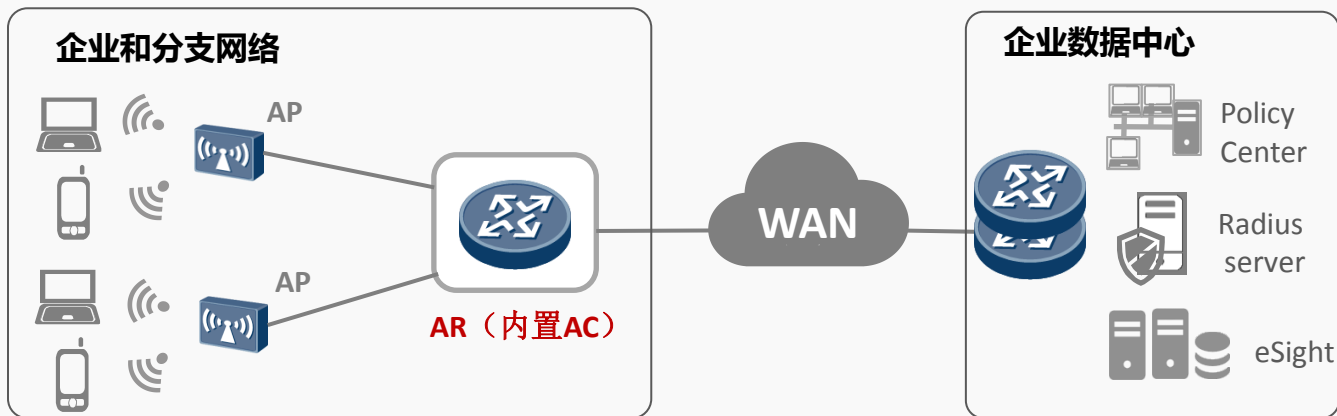 企业和分支网络
AP
AP
AR（内置AC）
WAN
企业数据中心
Policy
Center
Radius
server
eSight